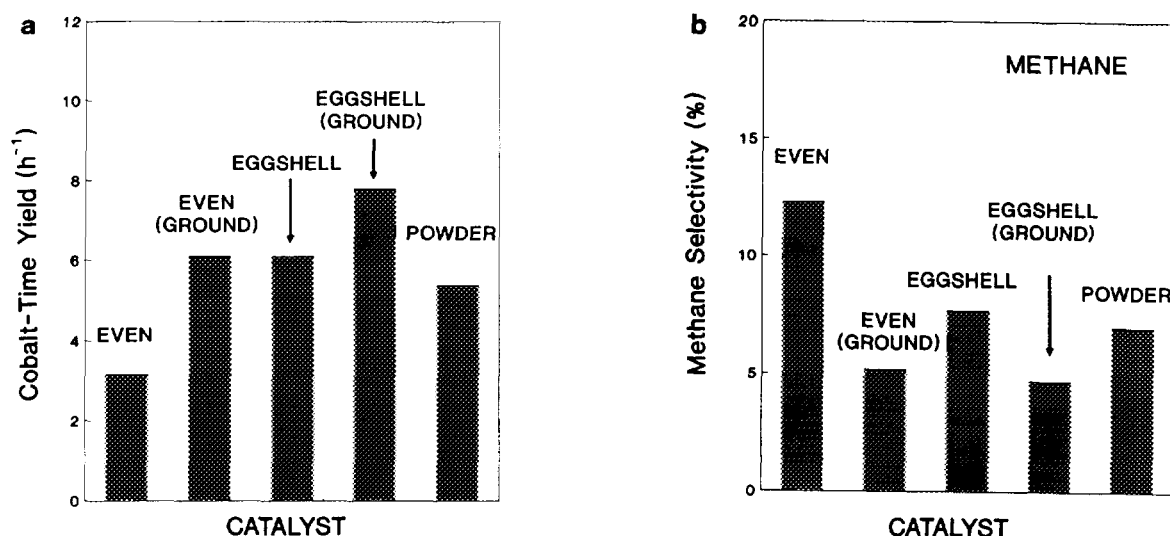 a
12
10
8
6
4
2
0
Cobalt-Time Yield (h⁻¹)
EVEN
EVEN
(GROUND)
EGGSHELL
EGGSHELL
(GROUND)
POWDER
CATALYST
b
20
15
10
5
0
Methane Selectivity (%)
METHANE
EVEN
EVEN
(GROUND)
EGGSHELL
EGGSHELL
(GROUND)
POWDER
CATALYST